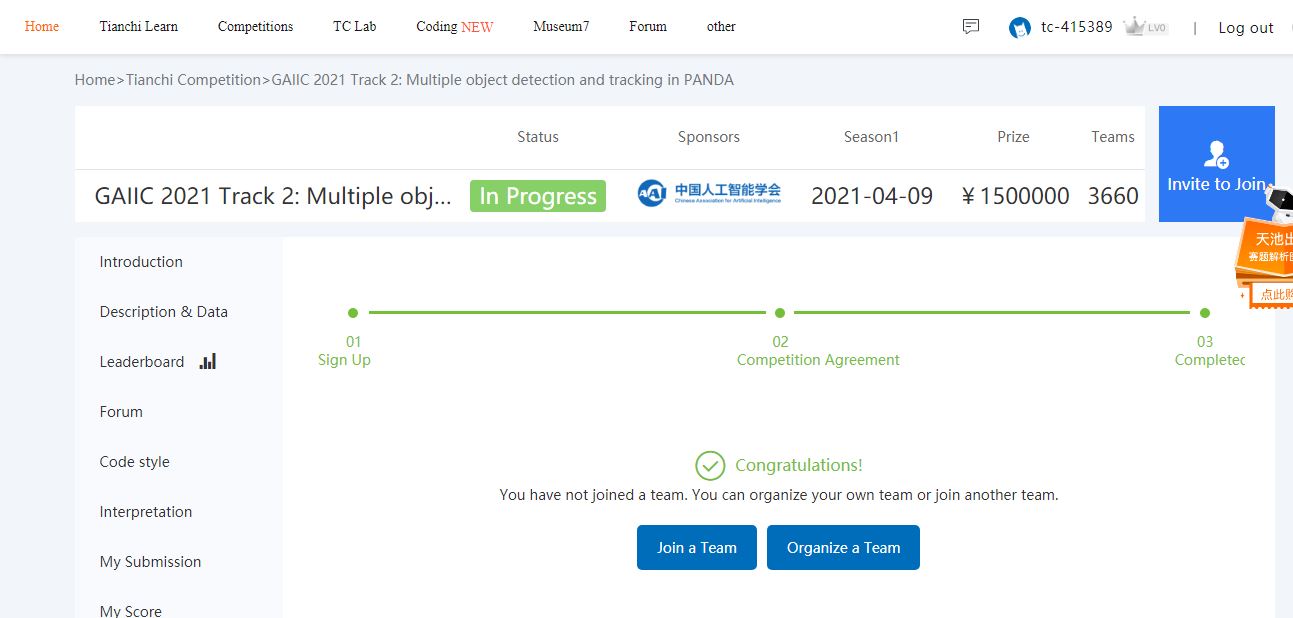 Home Tianchi Learn Competitions TC Lab Coding NEW Museum7 Forum other tc-415389 LV0 | Log out
Home>Tianchi Competition>GAIIC 2021 Track 2: Multiple object detection and tracking in PANDA
Status Sponsors Season1 Prize Teams
GAIIC 2021 Track 2: Multiple obj... In Progress CAAI 中国人工智能学会 2021-04-09 ¥1500000 3660
Chinese Association for Artificial Intelligence
Invite to Join
天池出
赛题解析
点此购
Introduction
Description & Data
Leaderboard
Forum
Code style
Interpretation
My Submission
My Score
01 02 03
Sign Up Competition Agreement Completed
Congratulations!
You have not joined a team. You can organize your own team or join another team.
Join a Team Organize a Team